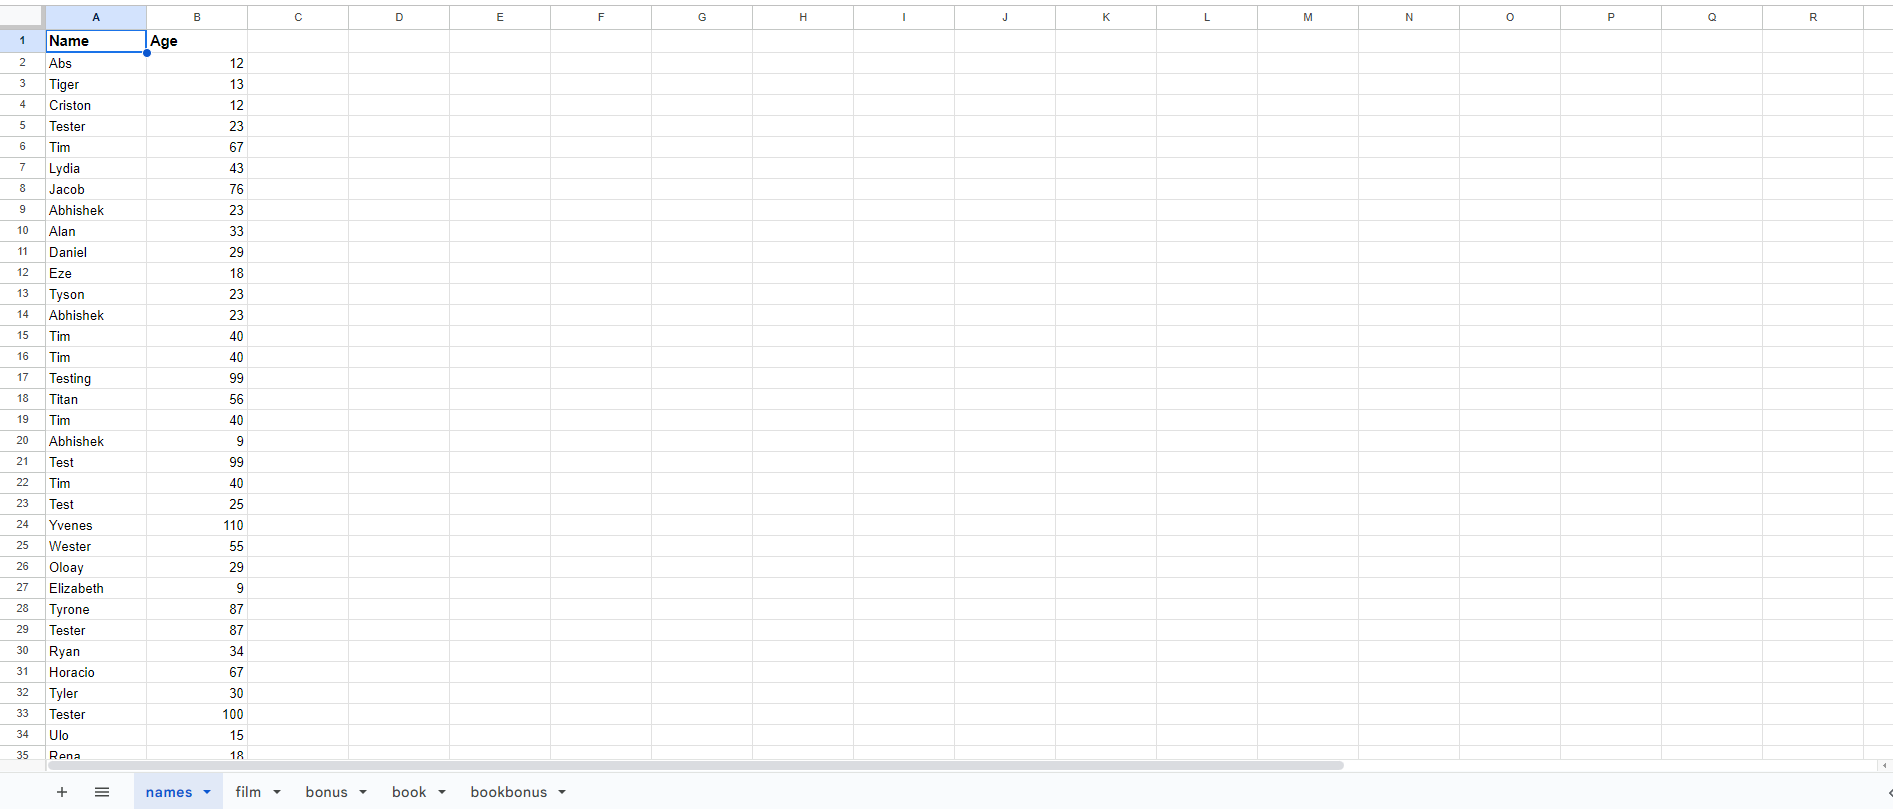 A B C D E F G H I J K L M N O P Q R
1 Name Age
2 Abs 12
3 Tiger 13
4 Criston 12
5 Tester 23
6 Tim 67
7 Lydia 43
8 Jacob 76
9 Abhishek 23
10 Alan 33
11 Daniel 29
12 Eze 18
13 Tyson 23
14 Abhishek 23
15 Tim 40
16 Tim 40
17 Testing 99
18 Titan 56
19 Tim 40
20 Abhishek 9
21 Test 99
22 Tim 40
23 Test 25
24 Yvenes 110
25 Wester 55
26 Oloay 29
27 Elizabeth 9
28 Tyrone 87
29 Tester 87
30 Ryan 34
31 Horacio 67
32 Tyler 30
33 Tester 100
34 Ulo 15
35 Rena 18
names film bonus book bookbonus